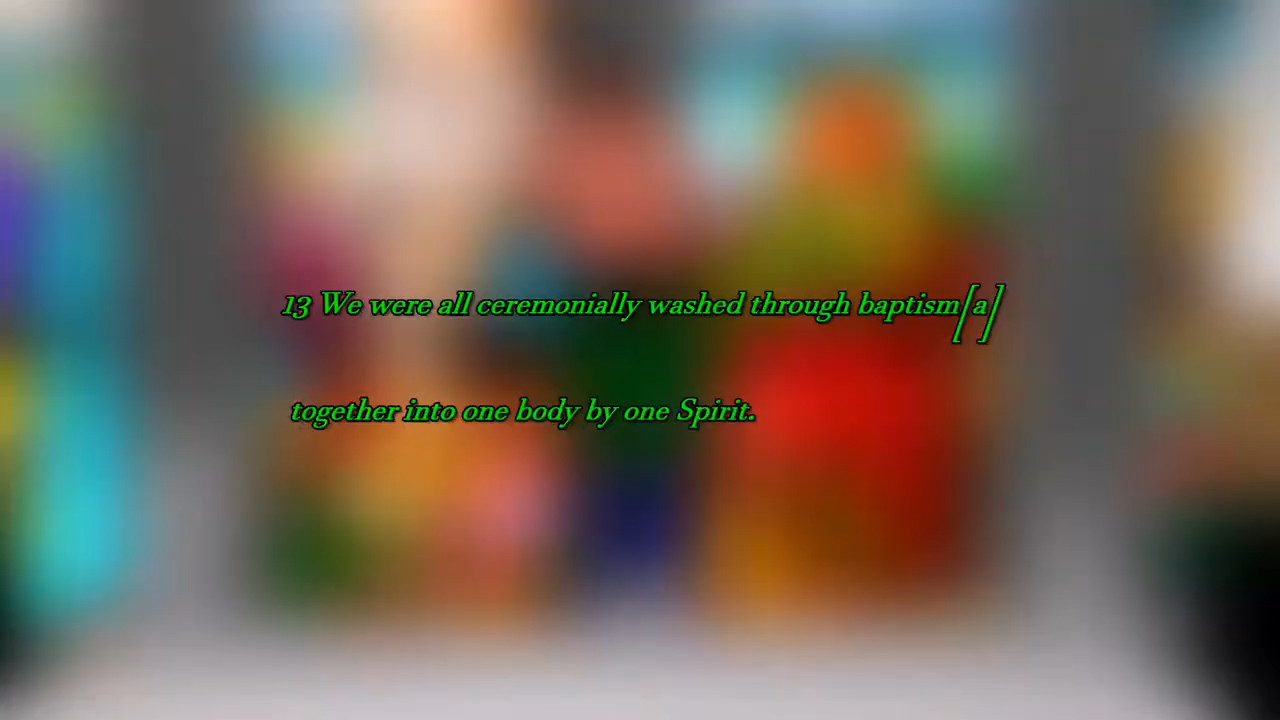 13 We were all ceremonially washed through baptism[a]
together into one body by one Spirit.